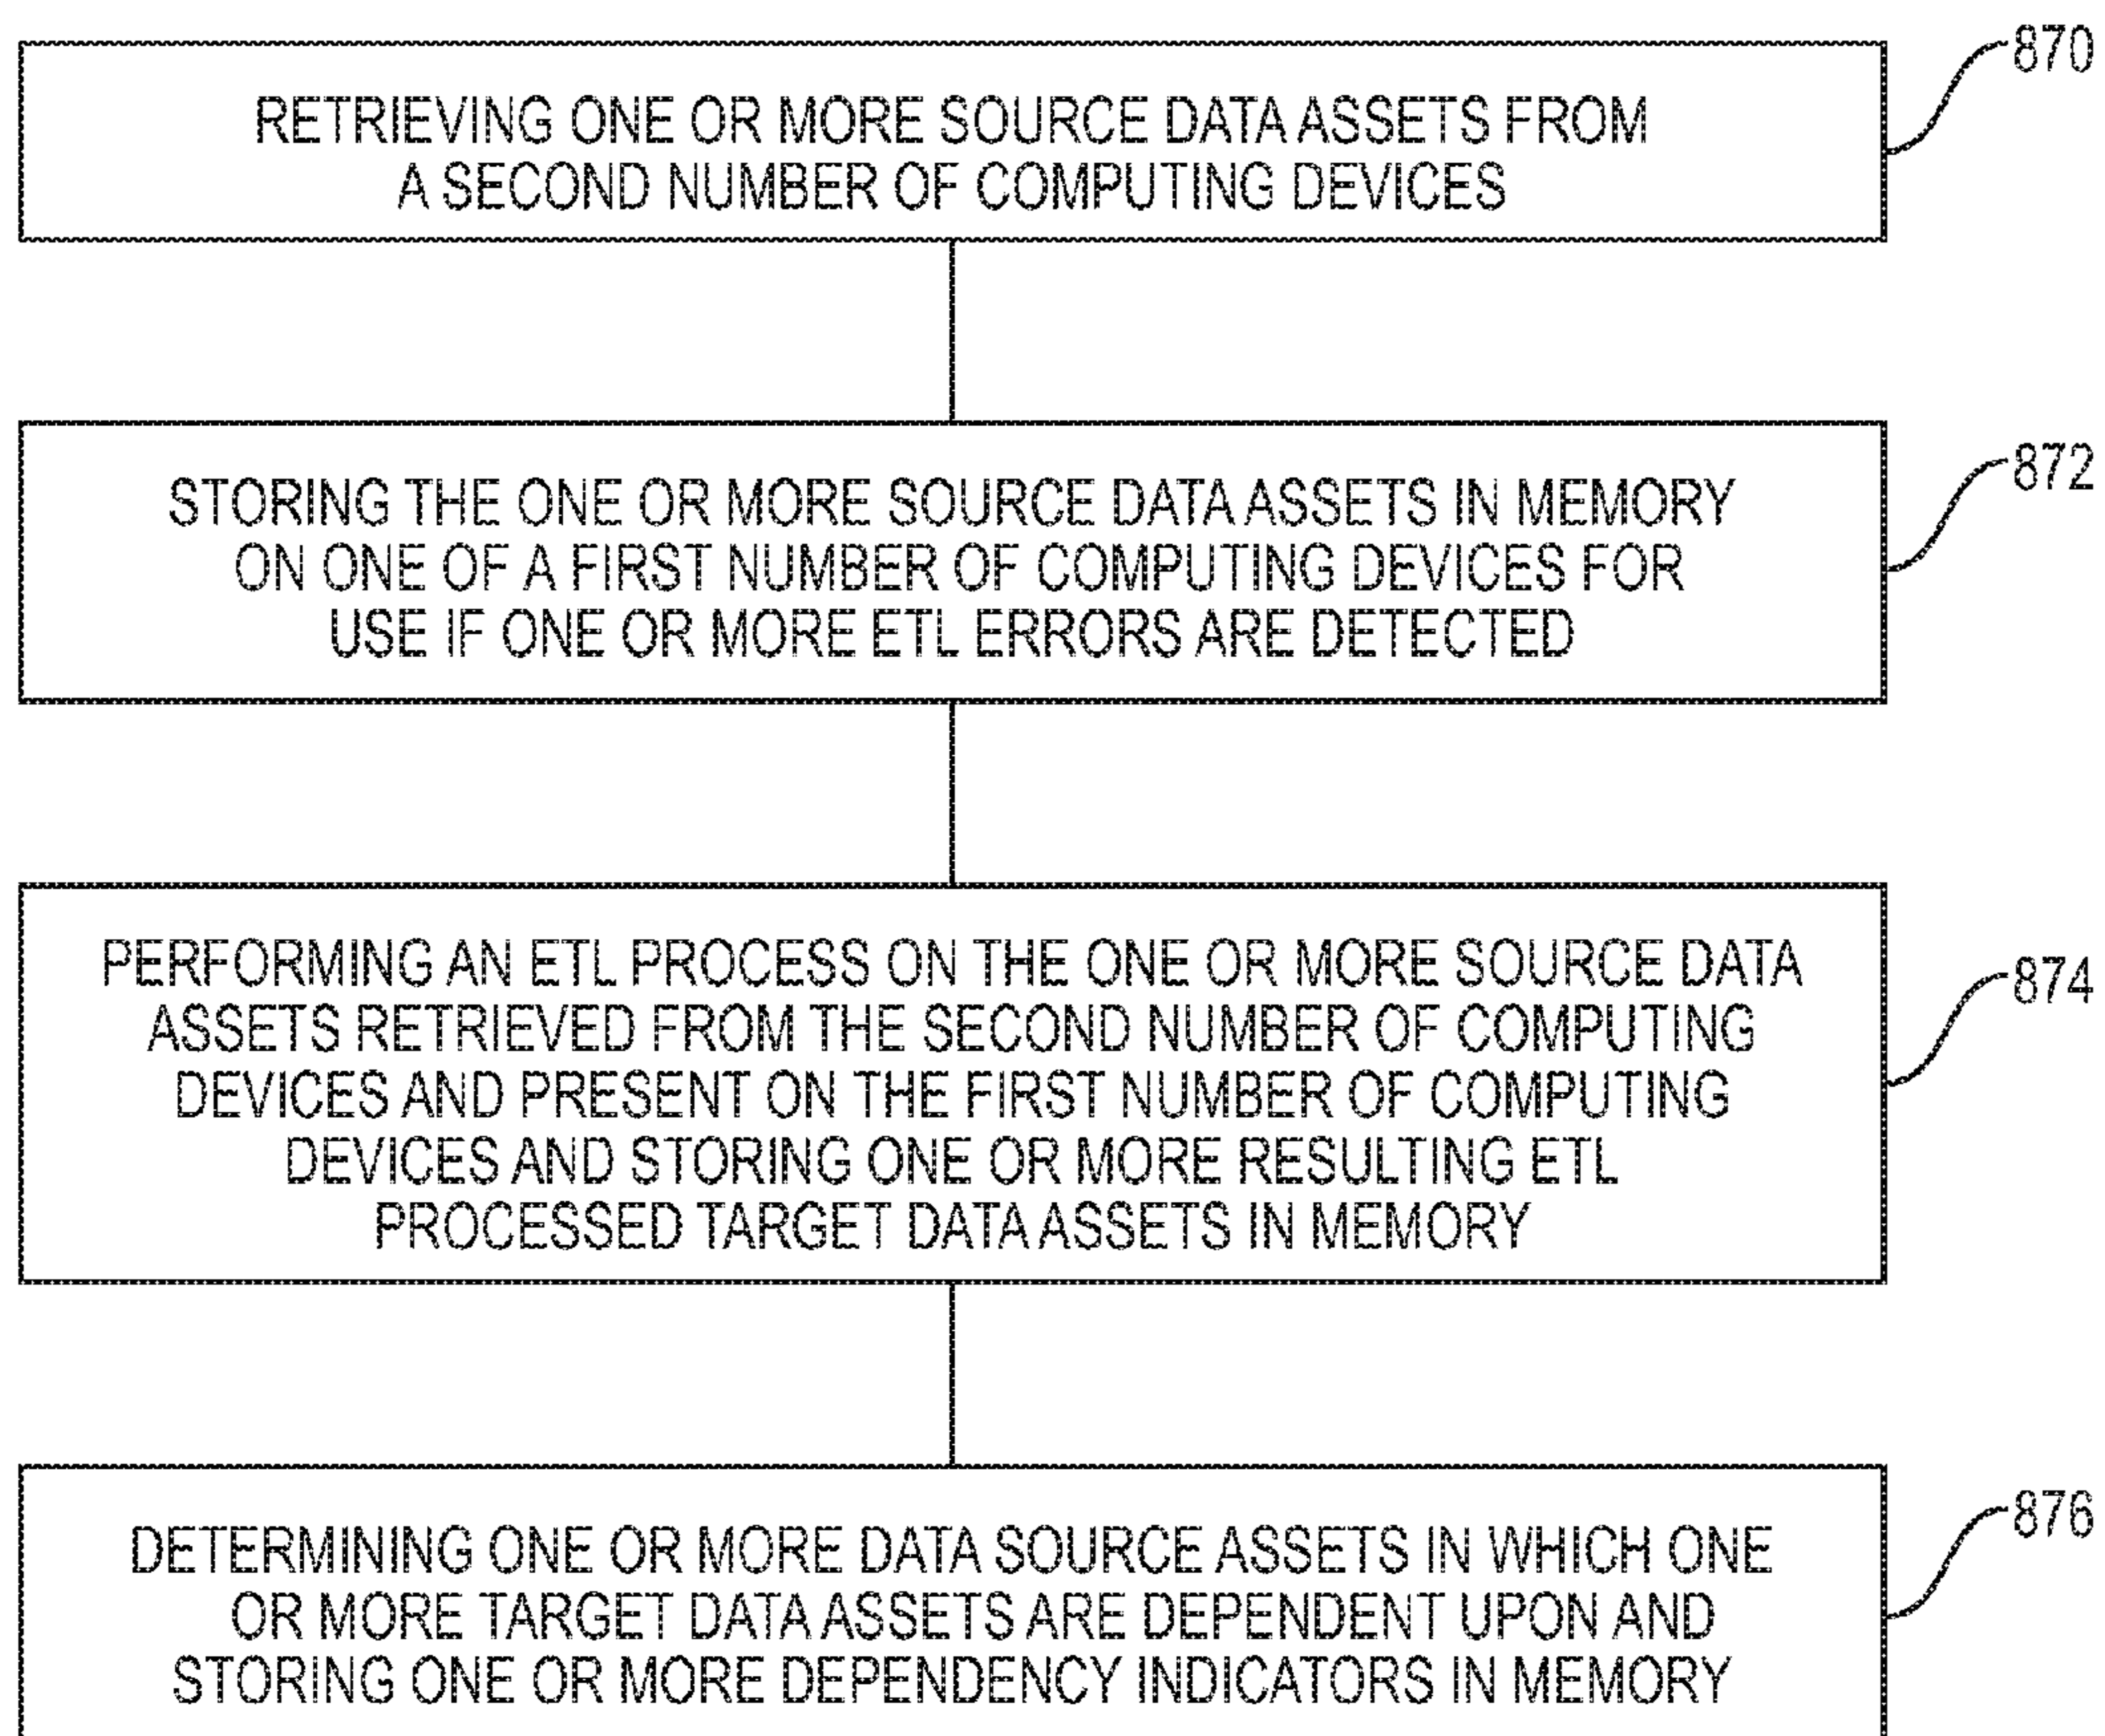 870
RETRIEVING ONE OR MORE SOURCE DATA ASSETS FROM
A SECOND NUMBER OF COMPUTING DEVICES
872
STORING THE ONE OR MORE SOURCE DATA ASSETS IN MEMORY
ON ONE OF A FIRST NUMBER OF COMPUTING DEVICES FOR
USE IF ONE OR MORE ETL ERRORS ARE DETECTED
874
PERFORMING AN ETL PROCESS ON THE ONE OR MORE SOURCE DATA
ASSETS RETRIEVED FROM THE SECOND NUMBER OF COMPUTING
DEVICES AND PRESENT ON THE FIRST NUMBER OF COMPUTING
DEVICES AND STORING ONE OR MORE RESULTING ETL
PROCESSED TARGET DATA ASSETS IN MEMORY
876
DETERMINING ONE OR MORE DATA SOURCE ASSETS IN WHICH ONE
OR MORE TARGET DATA ASSETS ARE DEPENDENT UPON AND
STORING ONE OR MORE DEPENDENCY INDICATORS IN MEMORY